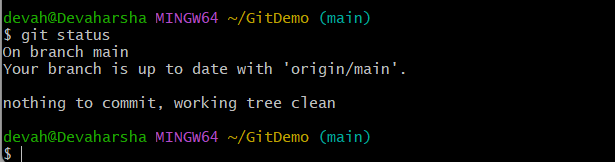 devah@Devaharsha MINGW64 ~/GitDemo (main)
$ git status
On branch main
Your branch is up to date with 'origin/main'.
nothing to commit, working tree clean
devah@Devaharsha MINGW64 ~/GitDemo (main)
$